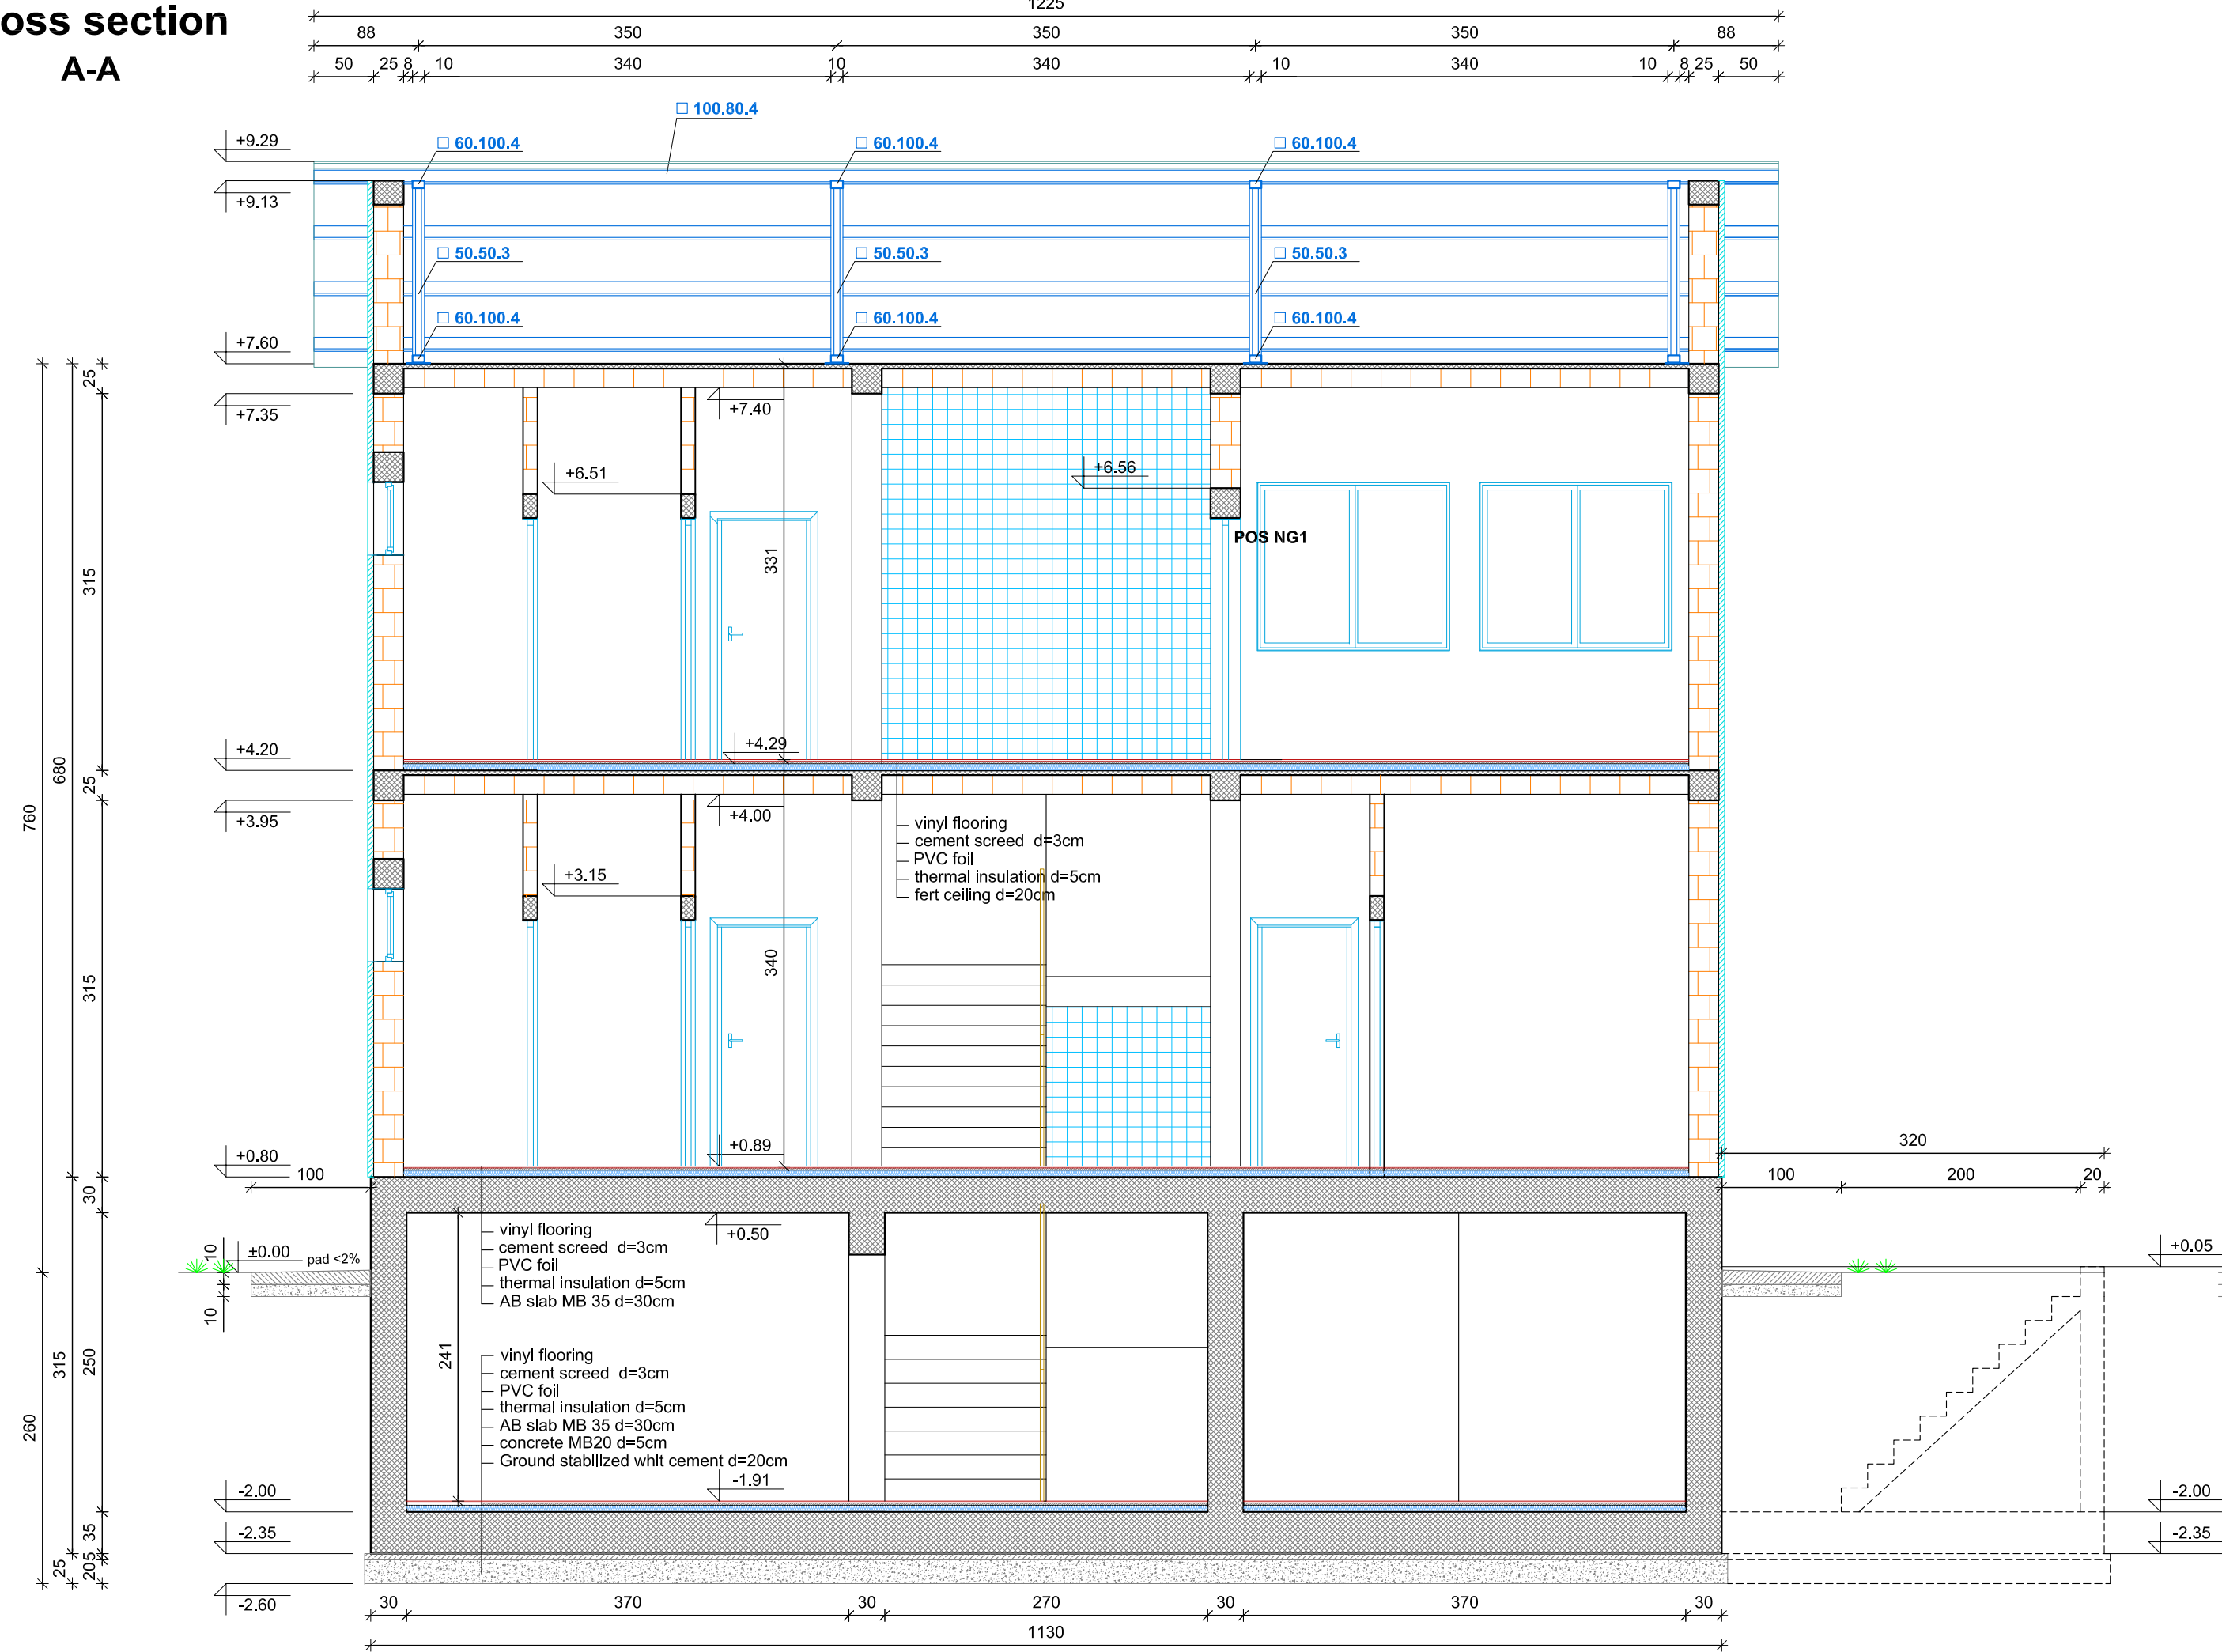 oss section
A-A
1225
88 350 350 350 88
50 25 8 10 340 10 340 10 340 10 8 25 50
□ 100.80.4
+9.29
□ 60.100.4 □ 60.100.4 □ 60.100.4
+9.13
□ 50.50.3 □ 50.50.3 □ 50.50.3
□ 60.100.4 □ 60.100.4 □ 60.100.4
+7.60
25
+7.35
+7.40
+6.51
+6.56
POS NG1
331
315
+4.29
+4.20
680
25
760
+3.95
+4.00
vinyl flooring
cement screed d=3cm
PVC foil
thermal insulation d=5cm
fert ceiling d=20cm
+3.15
340
315
+0.89
+0.80
320
100
100 200 20
30
+0.50
vinyl flooring
cement screed d=3cm
PVC foil
thermal insulation d=5cm
AB slab MB 35 d=30cm
10
±0.00
pad <2%
+0.05
10
241
315
250
260
vinyl flooring
cement screed d=3cm
PVC foil
thermal insulation d=5cm
AB slab MB 35 d=30cm
concrete MB20 d=5cm
Ground stabilized whit cement d=20cm
-1.91
-2.00
-2.00
35
-2.35
-2.35
25
205
-2.60
30 370 30 270 30 370 30
1130